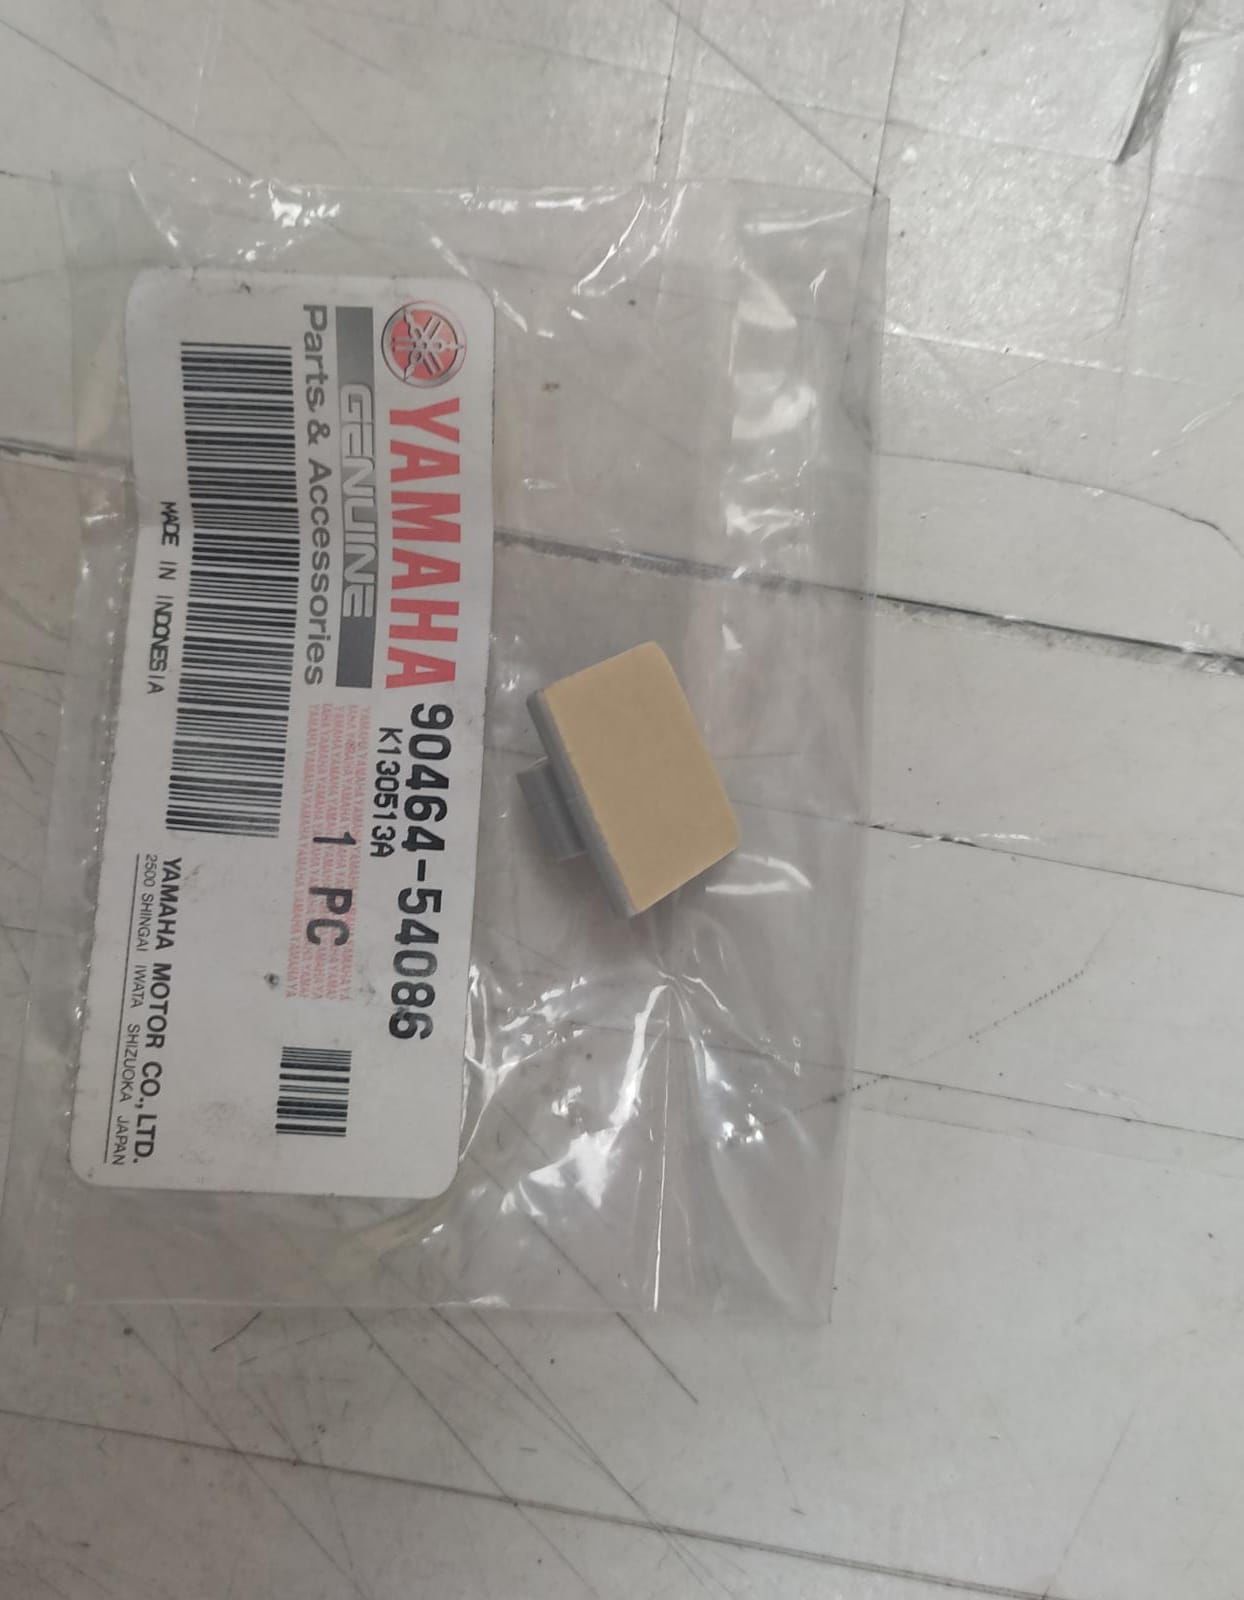 YAMAHA
GENUINE
Parts & Accessories
90464-54086
K130513A
1 PC
MADE IN INDONESIA
YAMAHA MOTOR CO., LTD.
2500 SHINGAI IWATA SHIZUOKA JAPAN